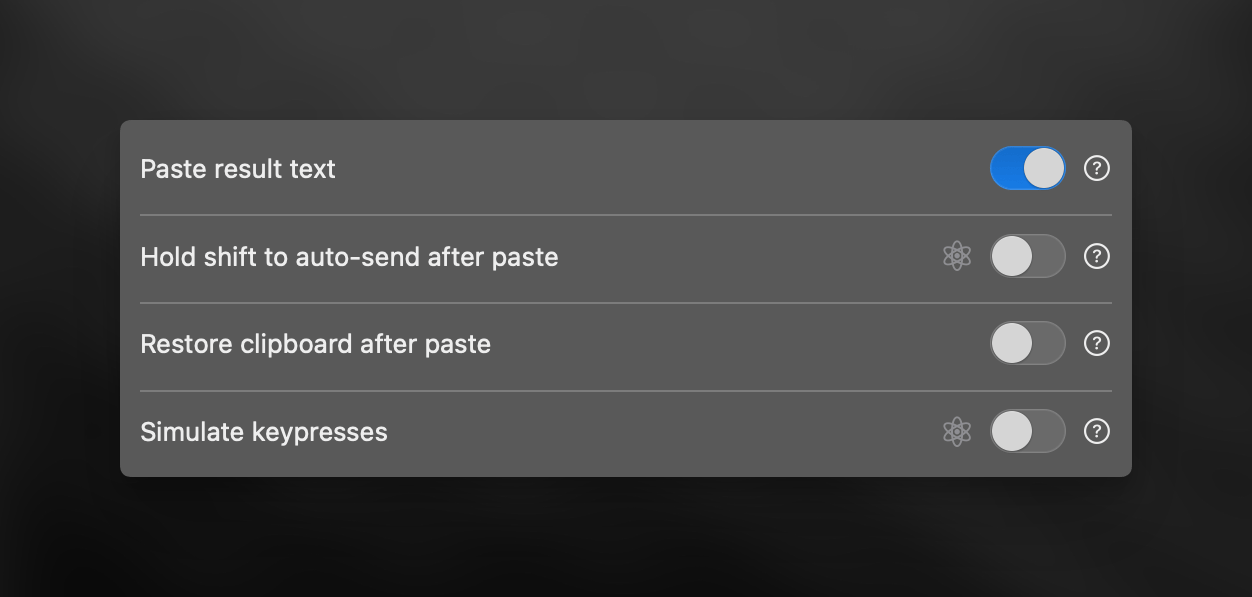 Paste result text
?
Hold shift to auto-send after paste
?
Restore clipboard after paste
?
Simulate keypresses
?